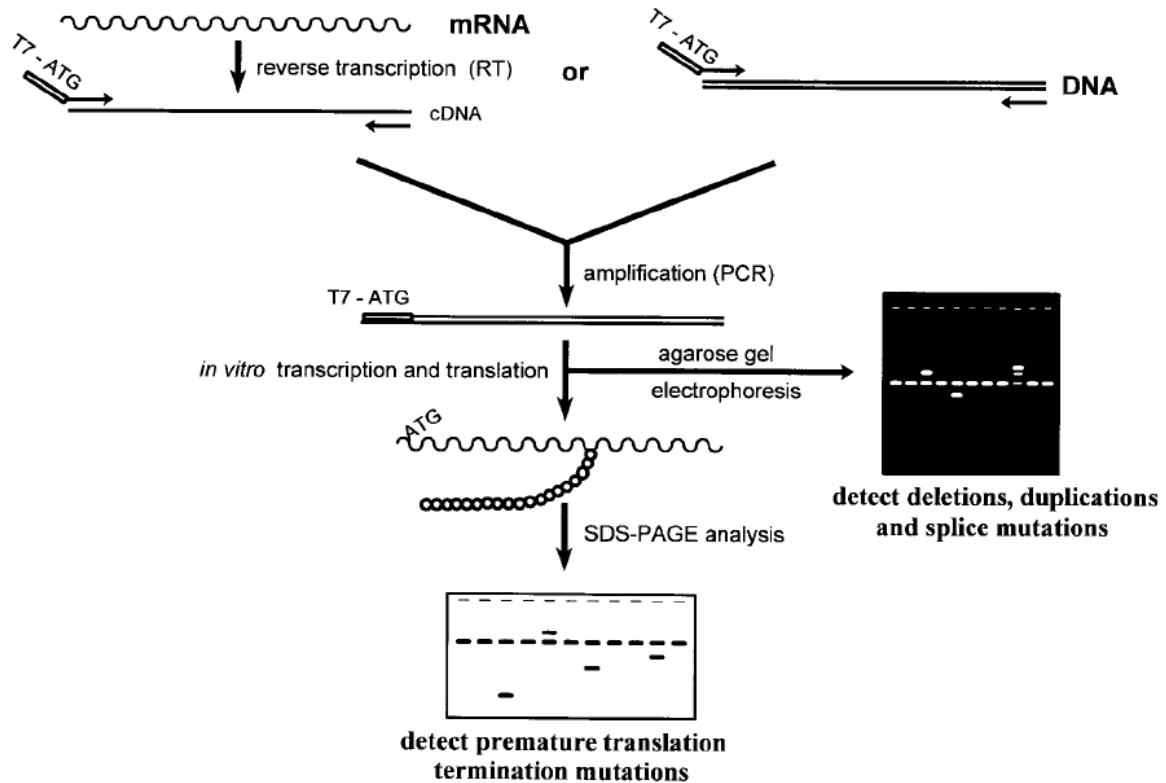 mRNA
T7 - ATG
reverse transcription (RT)
or
T7 - ATG
DNA
cDNA
amplification (PCR)
T7 - ATG
in vitro transcription and translation
agarose gel
electrophoresis
ATG
detect deletions, duplications
and splice mutations
SDS-PAGE analysis
detect premature translation
termination mutations